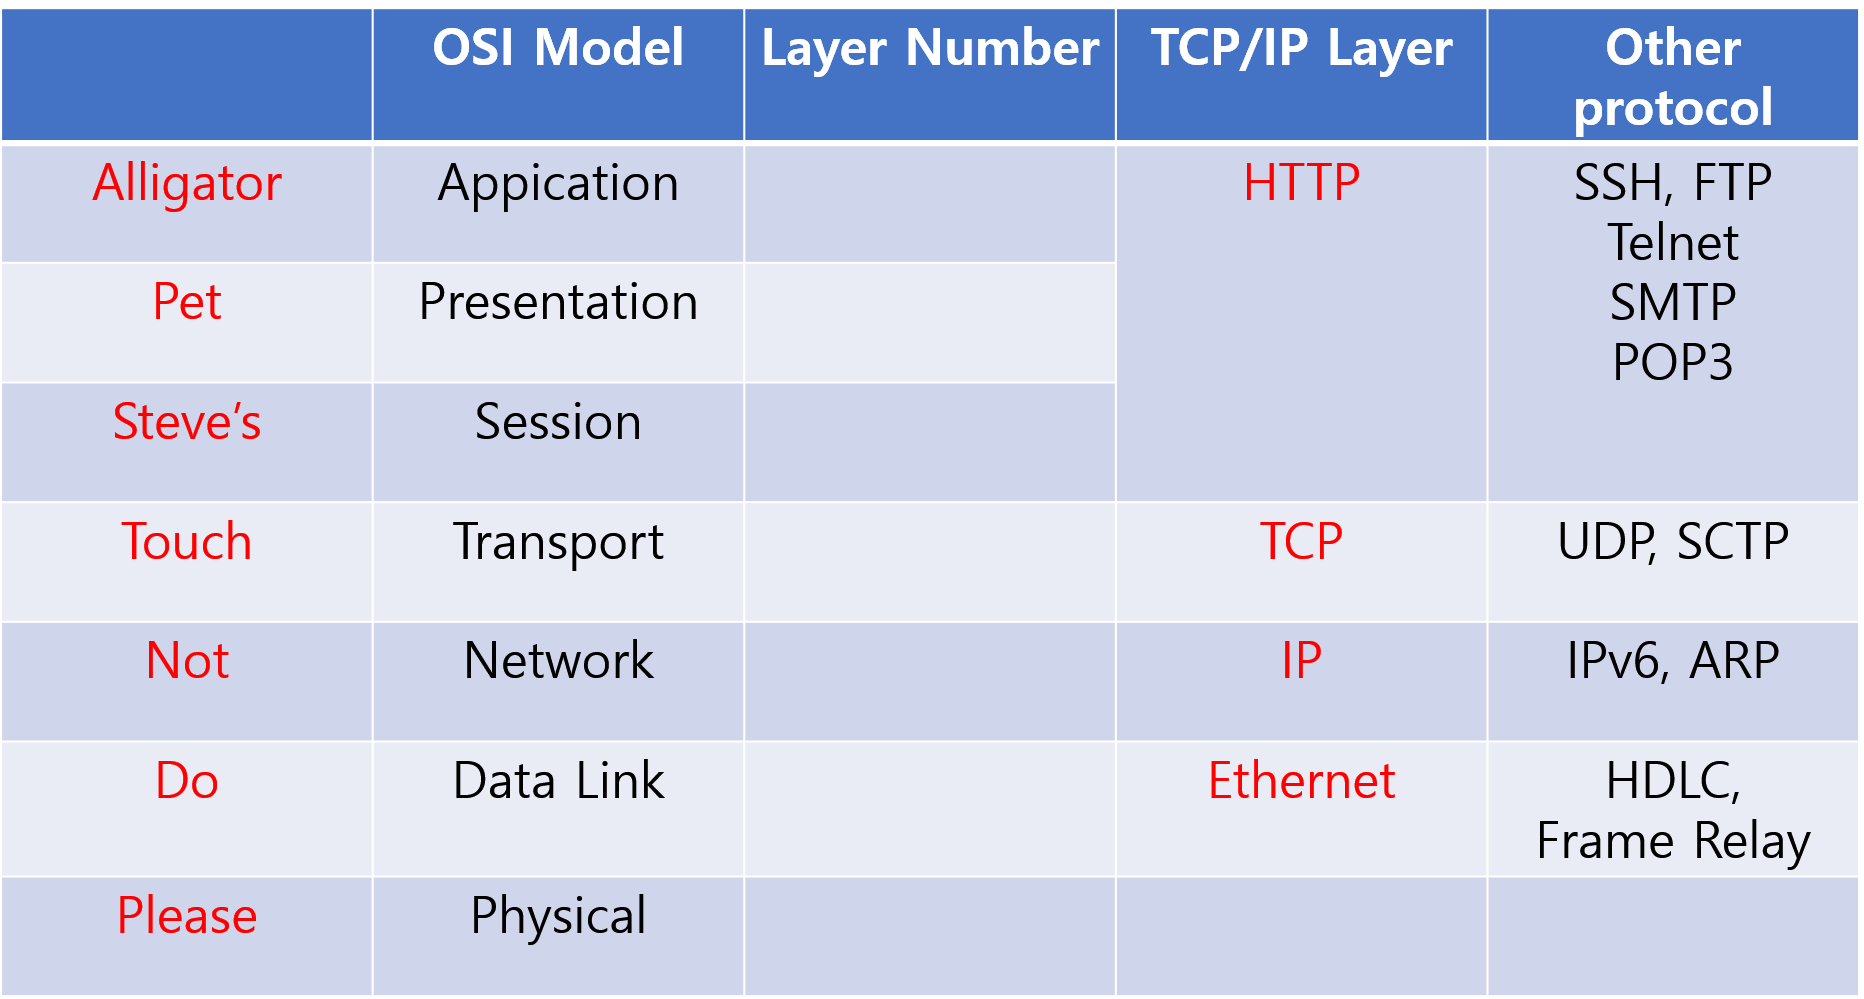 OSI Model Layer Number TCP/IP Layer Other
protocol
Alligator Appication HTTP SSH, FTP
Telnet
Pet Presentation SMTP
POP3
Steve’s Session
Touch Transport TCP UDP, SCTP
Not Network IP IPv6, ARP
Do Data Link Ethernet HDLC,
Frame Relay
Please Physical